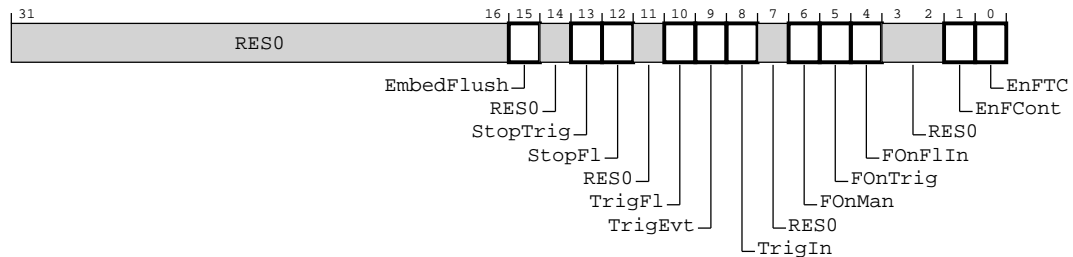 31 16 15 14 13 12 11 10 9 8 7 6 5 4 3 2 1 0
RES0
EmbedFlush EnFTC
RES0 EnFCont
StopTrig RES0
StopFl FOnFlIn
RES0 FOnTrig
TrigFl FOnMan
TrigEvt RES0
TrigIn